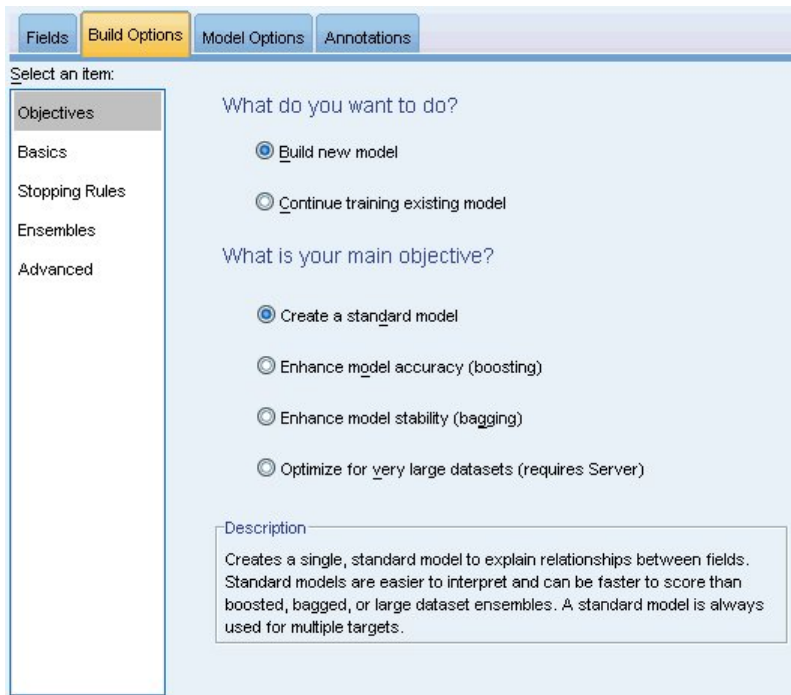 Fields
Build Options
Model Options
Annotations
Select an item:
Objectives
Basics
Stopping Rules
Ensembles
Advanced
What do you want to do?
Build new model
Continue training existing model
What is your main objective?
Create a standard model
Enhance model accuracy (boosting)
Enhance model stability (bagging)
Optimize for very large datasets (requires Server)
Description
Creates a single, standard model to explain relationships between fields.
Standard models are easier to interpret and can be faster to score than
boosted, bagged, or large dataset ensembles. A standard model is always
used for multiple targets.